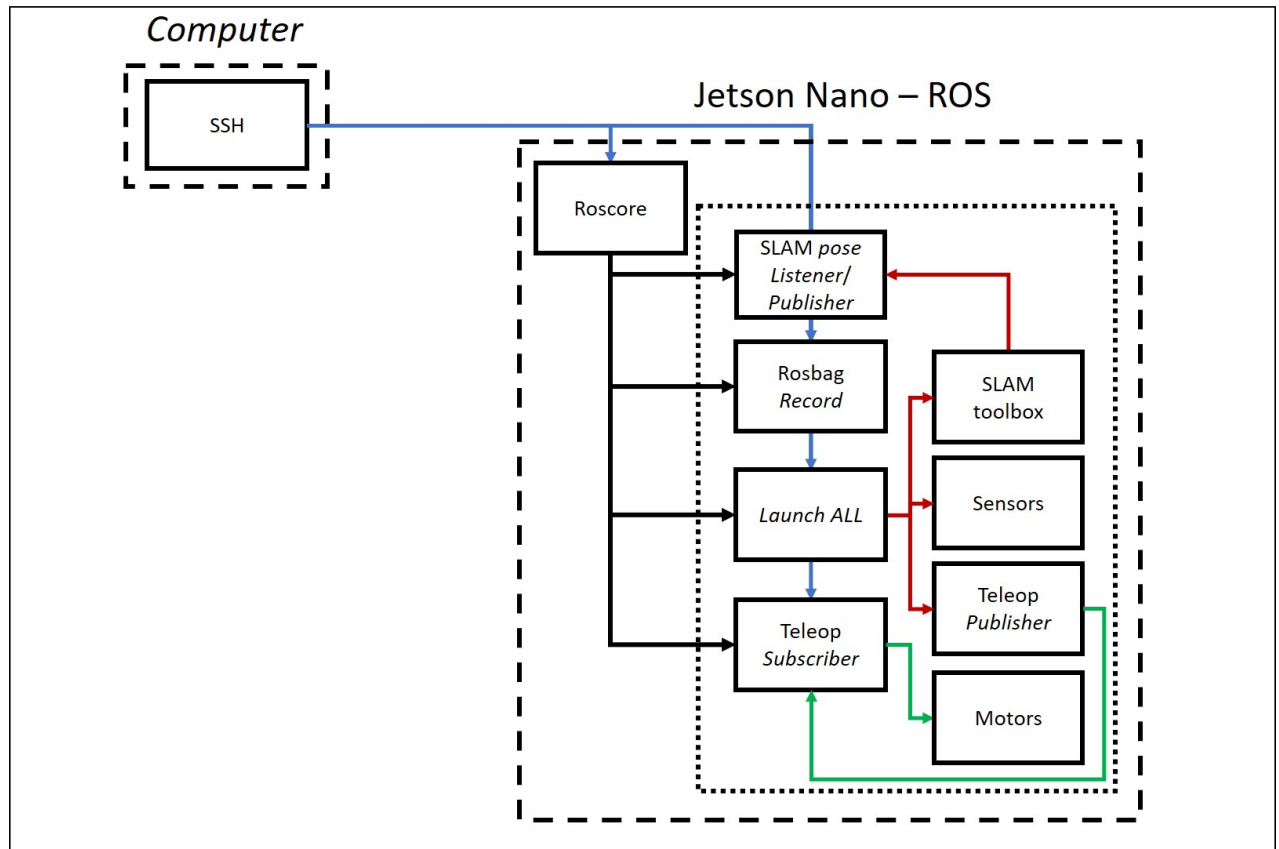 Computer
SSH
Jetson Nano – ROS
Roscore
SLAM pose
Listener/
Publisher
Rosbag
Record
SLAM
toolbox
Launch ALL
Sensors
Teleop
Publisher
Teleop
Subscriber
Motors